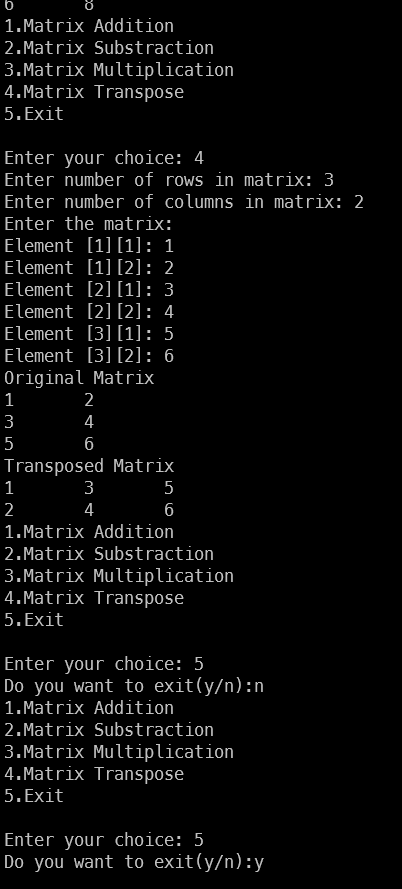 6       8
1.Matrix Addition
2.Matrix Substraction
3.Matrix Multiplication
4.Matrix Transpose
5.Exit

Enter your choice: 4
Enter number of rows in matrix: 3
Enter number of columns in matrix: 2
Enter the matrix:
Element [1][1]: 1
Element [1][2]: 2
Element [2][1]: 3
Element [2][2]: 4
Element [3][1]: 5
Element [3][2]: 6
Original Matrix
1       2
3       4
5       6
Transposed Matrix
1       3       5
2       4       6
1.Matrix Addition
2.Matrix Substraction
3.Matrix Multiplication
4.Matrix Transpose
5.Exit

Enter your choice: 5
Do you want to exit(y/n):n
1.Matrix Addition
2.Matrix Substraction
3.Matrix Multiplication
4.Matrix Transpose
5.Exit

Enter your choice: 5
Do you want to exit(y/n):y